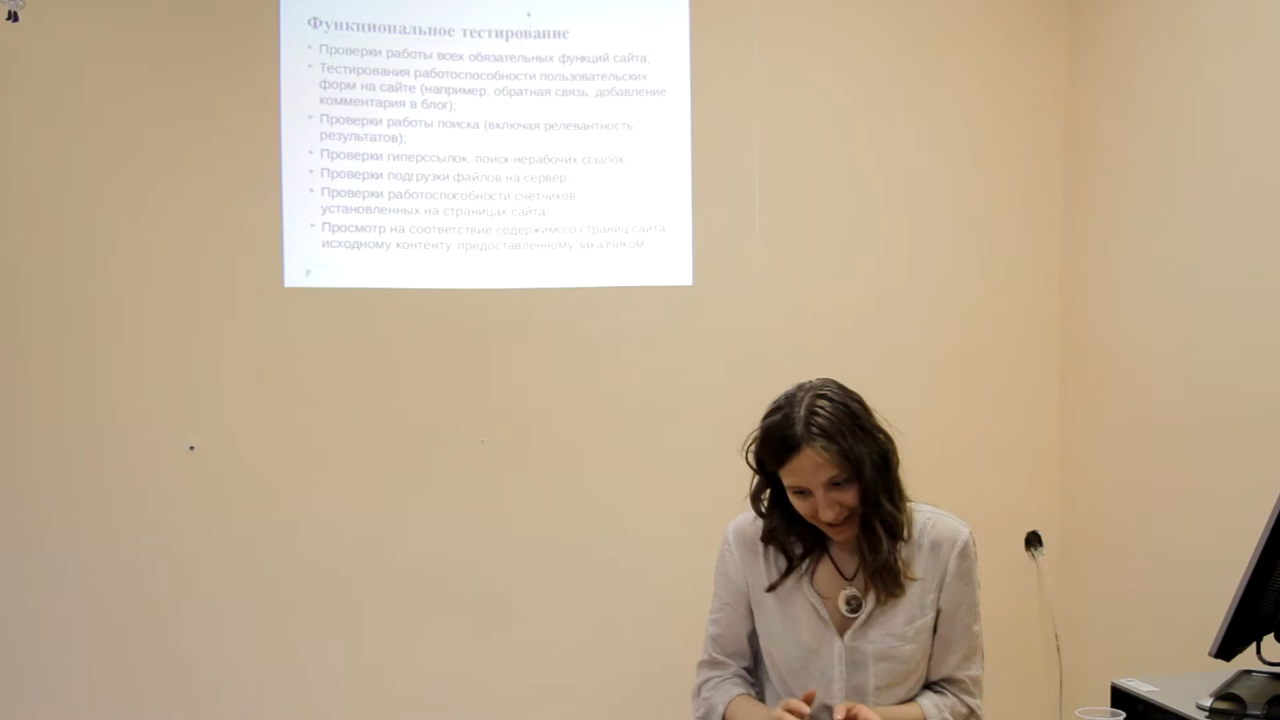 Функциональное тестирование
Проверки работы всех обязательных функций сайта;
Тестирования работоспособности пользовательских
форм на сайте (например, обратная связь, добавление
комментария в блог);
Проверки работы поиска (включая релевантность
результатов);
Проверки гиперссылок, поиск нерабочих ссылок
Проверки подгрузки файлов на сервер
Проверки работоспособности счетчиков
установленных на страницах сайта
Просмотр на соответствие содержимого страниц сайта
исходному контенту, предоставленному заказчиком